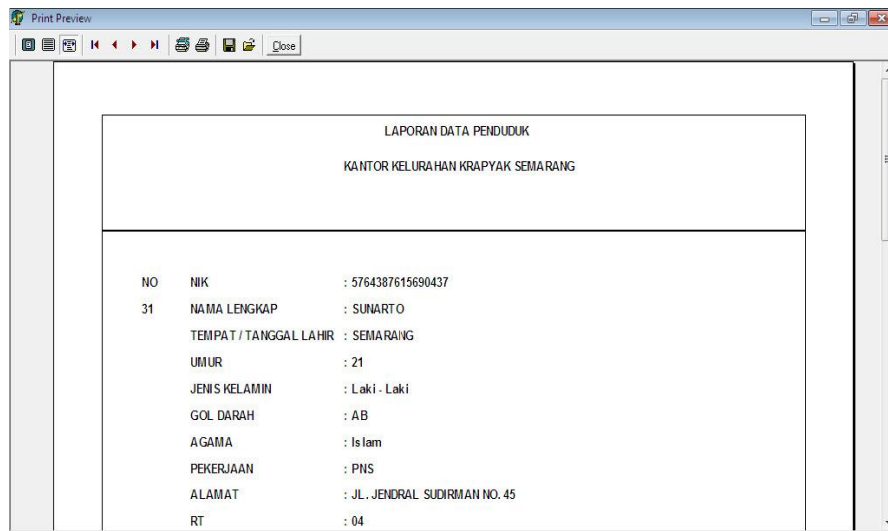 Print Preview
Close
LAPORAN DATA PENDUDUK
KANTOR KELURAHAN KRAPYAK SEMARANG
NO NIK : 5764387615690437
31 NAMA LENGKAP : SUNARTO
TEMPAT / TANGGAL LAHIR : SEMARANG
UMUR : 21
JENIS KELAMIN : Laki - Laki
GOL DARAH : AB
AGAMA : Islam
PEKERJAAN : PNS
ALAMAT : JL. JENDRAL SUDIRMAN NO. 45
RT : 04